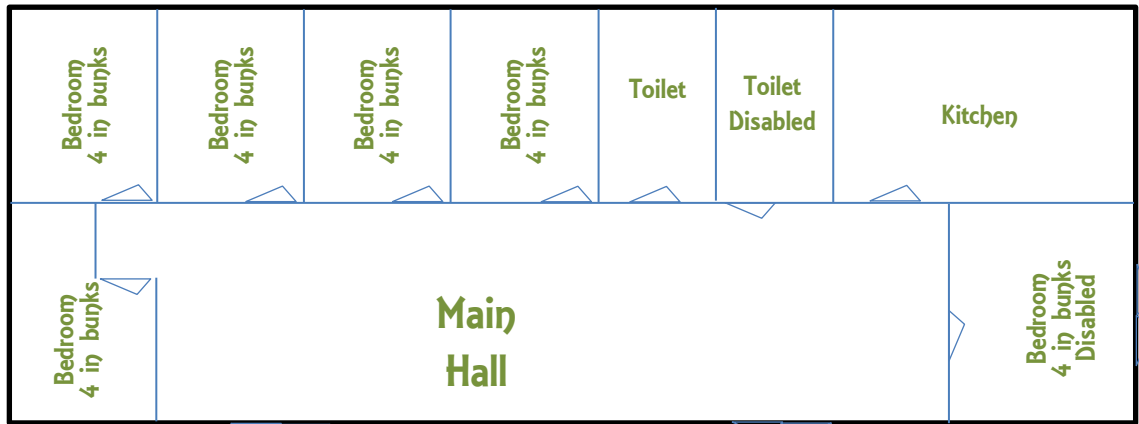 Bedroom
4 in bunks
Bedroom
4 in bunks
Bedroom
4 in bunks
Bedroom
4 in bunks
Toilet
Toilet
Disabled
Kitchen
Bedroom
4 in bunks
Main
Hall
Bedroom
4 in bunks
Disabled